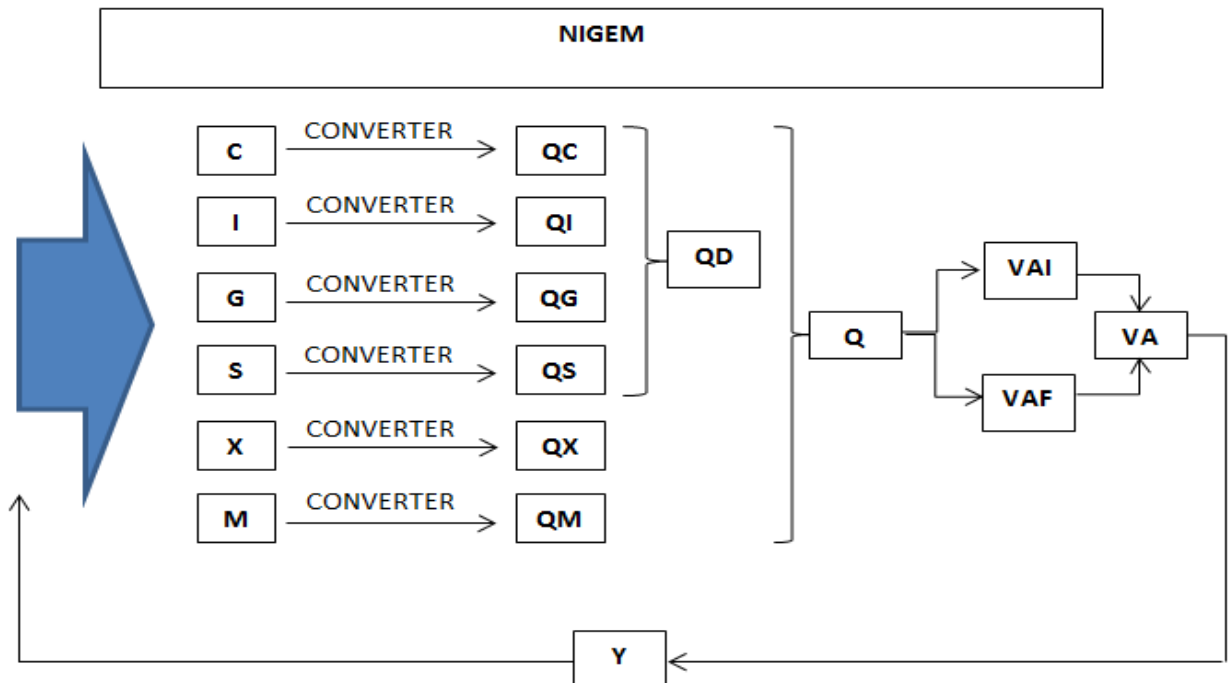 NIGEM
C CONVERTER QC
I CONVERTER QI
G CONVERTER QG
S CONVERTER QS
X CONVERTER QX
M CONVERTER QM
QD
Q
VAI
VAF
VA
Y